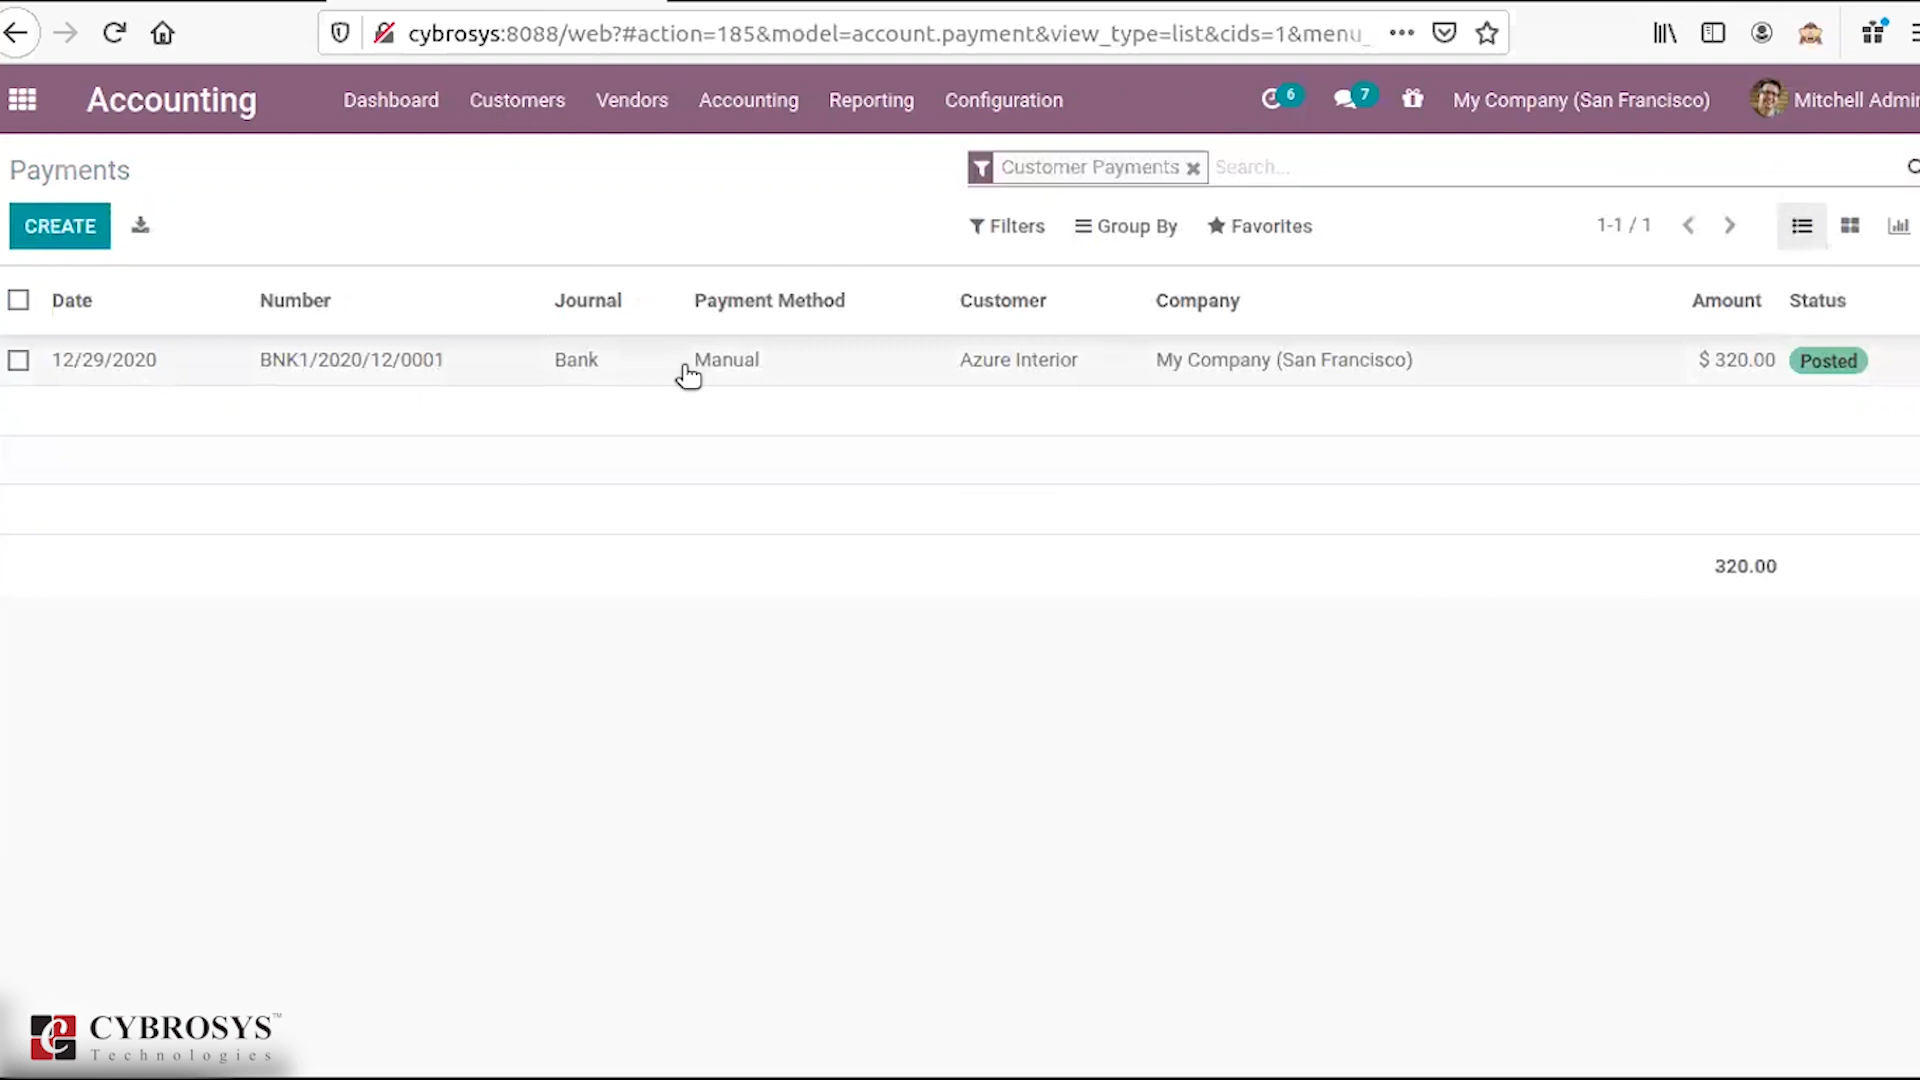 cybrosys:8088/web?#action=185&model=account.payment&view_type=list&cids=1&menu_
Accounting Dashboard Customers Vendors Accounting Reporting Configuration 6 7 My Company (San Francisco) Mitchell Admin
Payments Customer Payments Search...
CREATE Filters Group By Favorites 1-1 / 1
Date Number Journal Payment Method Customer Company Amount Status
12/29/2020 BNK1/2020/12/0001 Bank Manual Azure Interior My Company (San Francisco) $ 320.00 Posted
320.00
CYBROSYS™
Technologies